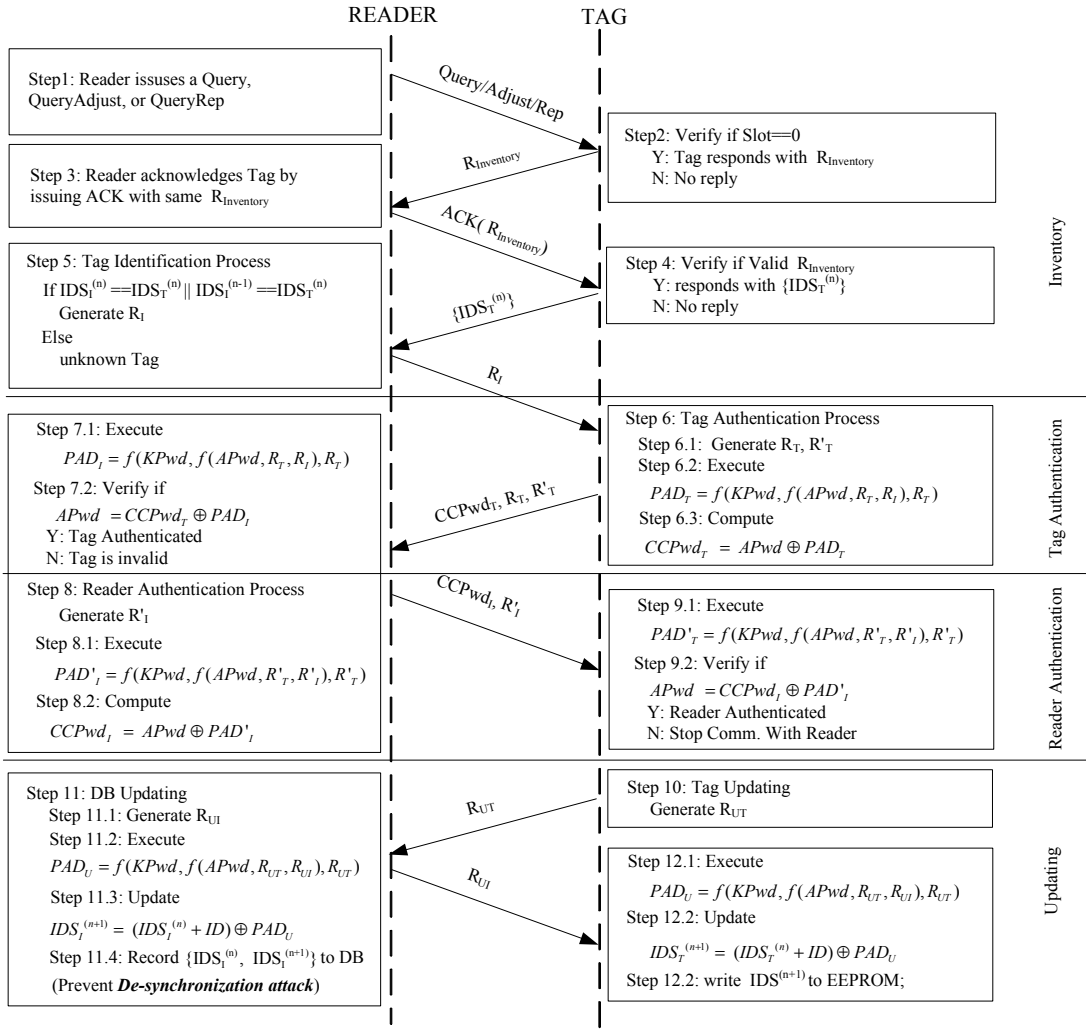 READER
TAG
Step1: Reader issuses a Query,
QueryAdjust, or QueryRep
Query/Adjust/Rep
Step2: Verify if Slot==0
Y: Tag responds with R_Inventory
N: No reply
R_Inventory
Step 3: Reader acknowledges Tag by
issuing ACK with same R_Inventory
ACK( R_Inventory)
Step 4: Verify if Valid R_Inventory
Y: responds with {IDS_T^(n)}
N: No reply
{IDS_T^(n)}
Step 5: Tag Identification Process
If IDS_I^(n) ==IDS_T^(n) || IDS_I^(n-1) ==IDS_T^(n)
Generate R_I
Else
unknown Tag
R_I
Inventory
Step 6: Tag Authentication Process
Step 6.1: Generate R_T, R'_T
Step 6.2: Execute
PAD_T = f(KPwd, f(APwd, R_T, R_I), R_T)
Step 6.3: Compute
CCPwd_T = APwd ⊕ PAD_T
CCPwd_T, R_T, R'_T
Step 7.1: Execute
PAD_I = f(KPwd, f(APwd, R_T, R_I), R_T)
Step 7.2: Verify if
APwd = CCPwd_T ⊕ PAD_I
Y: Tag Authenticated
N: Tag is invalid
Tag Authentication
Step 8: Reader Authentication Process
Generate R'_I
Step 8.1: Execute
PAD'_I = f(KPwd, f(APwd, R'_T, R'_I), R'_T)
Step 8.2: Compute
CCPwd_I = APwd ⊕ PAD'_I
CCPwd_I, R'_I
Step 9.1: Execute
PAD'_T = f(KPwd, f(APwd, R'_T, R'_I), R'_T)
Step 9.2: Verify if
APwd = CCPwd_I ⊕ PAD'_I
Y: Reader Authenticated
N: Stop Comm. With Reader
Reader Authentication
Step 10: Tag Updating
Generate R_UT
R_UT
Step 11: DB Updating
Step 11.1: Generate R_UI
Step 11.2: Execute
PAD_U = f(KPwd, f(APwd, R_UT, R_UI), R_UT)
Step 11.3: Update
IDS_I^(n+1) = (IDS_I^(n) + ID) ⊕ PAD_U
Step 11.4: Record {IDS_I^(n), IDS_I^(n+1)} to DB
(Prevent De-synchronization attack)
R_UI
Step 12.1: Execute
PAD_U = f(KPwd, f(APwd, R_UT, R_UI), R_UT)
Step 12.2: Update
IDS_T^(n+1) = (IDS_T^(n) + ID) ⊕ PAD_U
Step 12.2: write IDS^(n+1) to EEPROM;
Updating